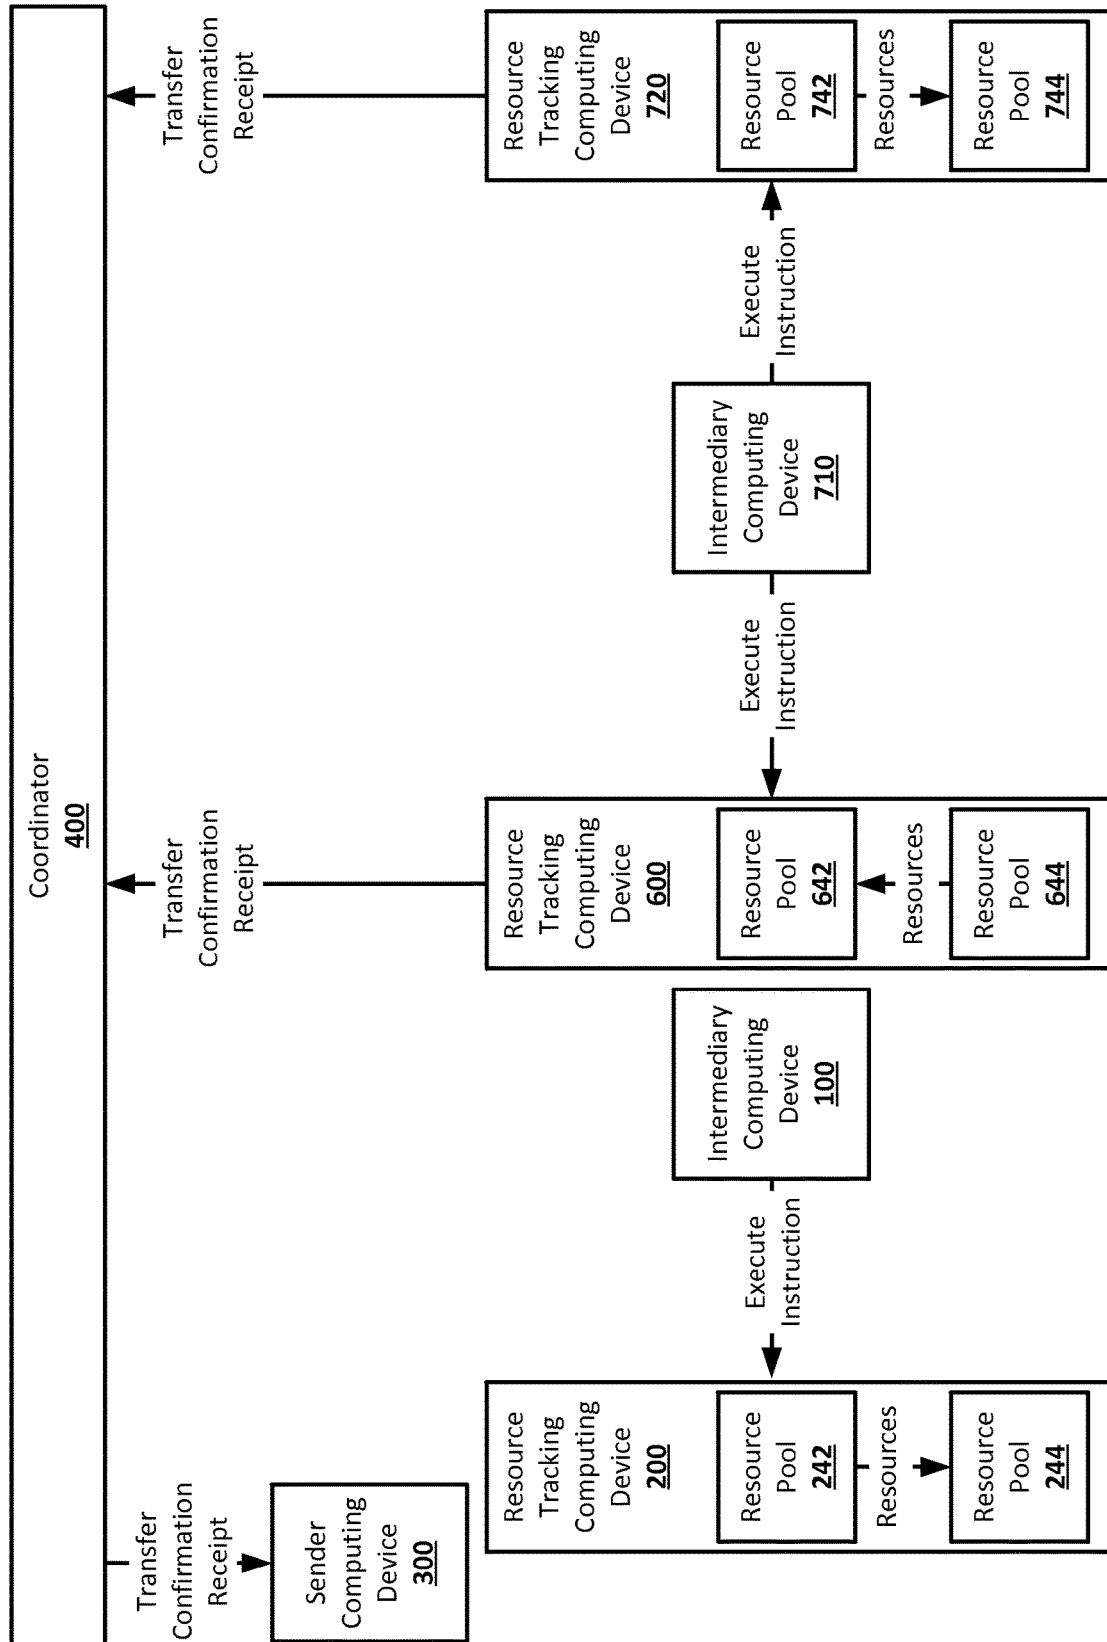 Coordinator
400
Transfer
Confirmation
Receipt
Transfer
Confirmation
Receipt
Transfer
Confirmation
Receipt
Sender
Computing
Device
300
Resource
Tracking
Computing
Device
200
Resource
Pool
242
Resources
Resource
Pool
244
Execute
Instruction
Intermediary
Computing
Device
100
Resource
Tracking
Computing
Device
600
Resource
Pool
642
Resources
Resource
Pool
644
Execute
Instruction
Intermediary
Computing
Device
710
Execute
Instruction
Resource
Tracking
Computing
Device
720
Resource
Pool
742
Resources
Resource
Pool
744